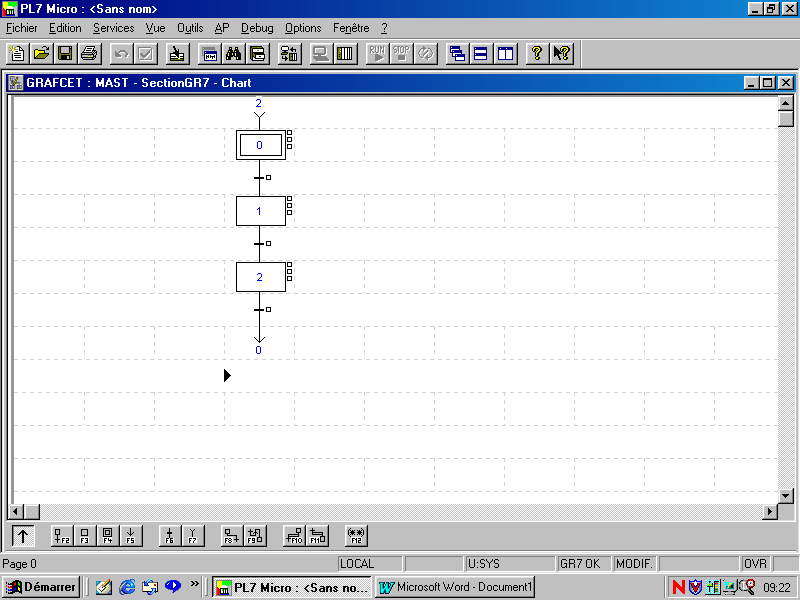 PL7 Micro : <Sans nom>
Fichier Edition Services Vue Outils AP Debug Options Fenêtre ?
RUN STOP
GRAFCET : MAST - SectionGR7 - Chart
2
0
1
2
0
F2 F3 F4 F5 F6 F7 F8 F9 F10 F11 F12
Page 0 LOCAL U:SYS GR7 OK MODIF. OVR
Démarrer » PL7 Micro : <Sans no... Microsoft Word - Document1 09:22